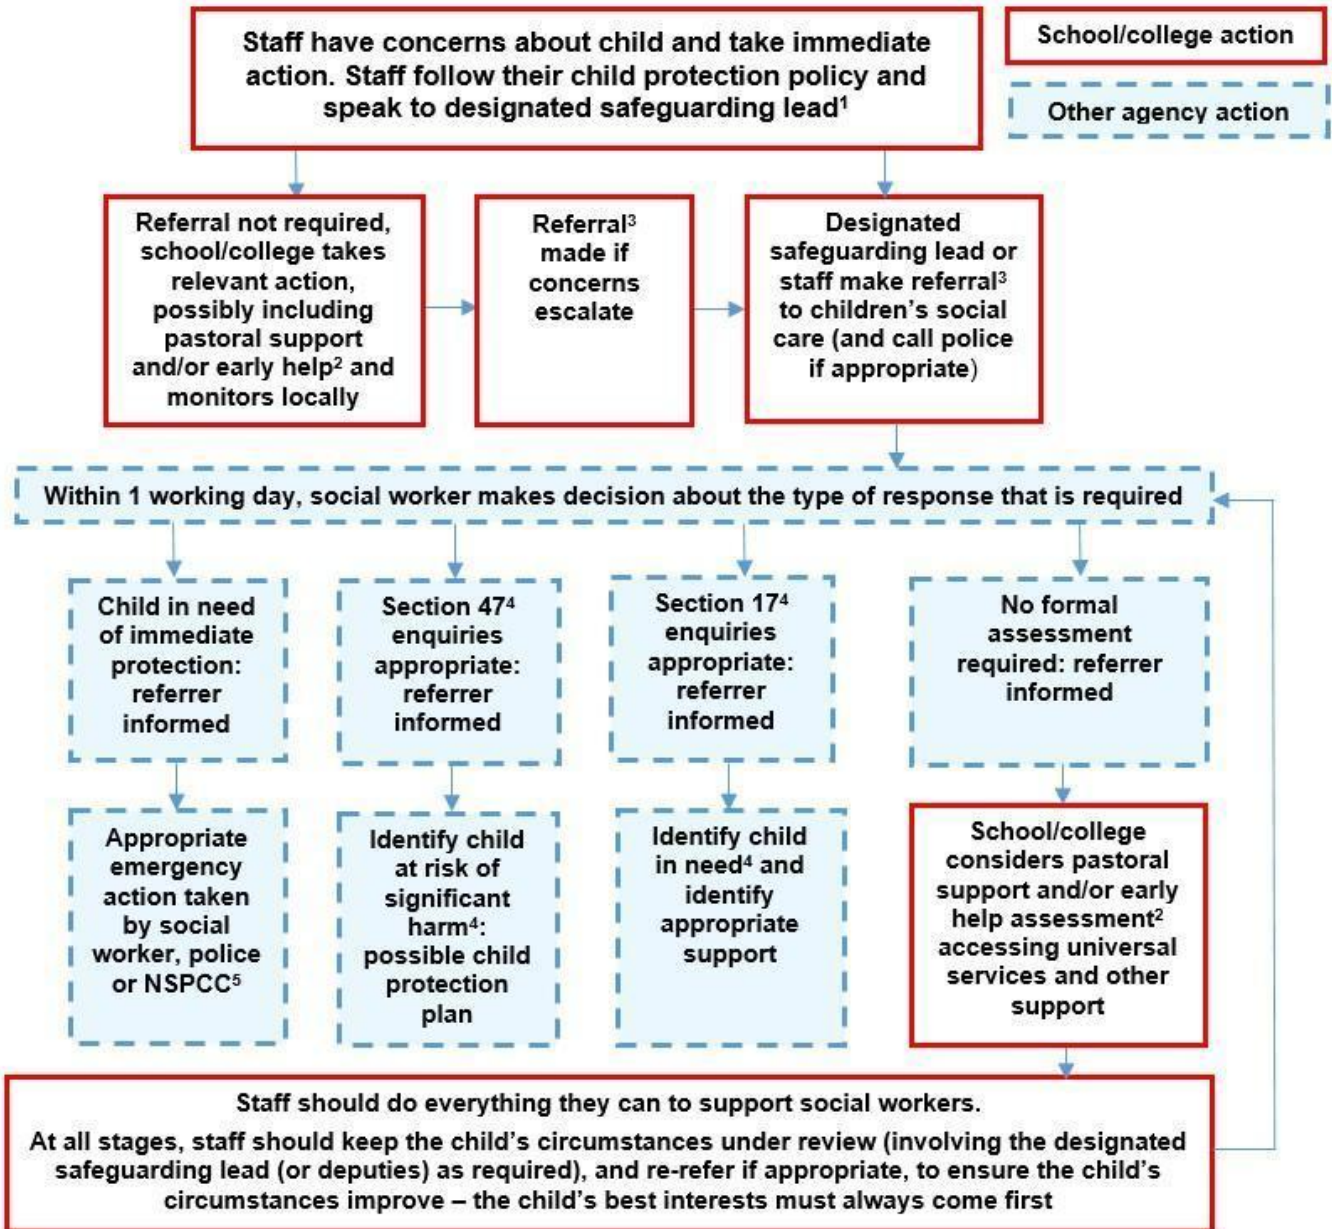 Staff have concerns about child and take immediate
action. Staff follow their child protection policy and
speak to designated safeguarding lead¹
School/college action
Other agency action
Referral not required,
school/college takes
relevant action,
possibly including
pastoral support
and/or early help² and
monitors locally
Referral³
made if
concerns
escalate
Designated
safeguarding lead or
staff make referral³
to children’s social
care (and call police
if appropriate)
Within 1 working day, social worker makes decision about the type of response that is required
Child in need
of immediate
protection:
referrer
informed
Section 47⁴
enquiries
appropriate:
referrer
informed
Section 17⁴
enquiries
appropriate:
referrer
informed
No formal
assessment
required: referrer
informed
Appropriate
emergency
action taken
by social
worker, police
or NSPCC⁵
Identify child
at risk of
significant
harm⁴:
possible child
protection
plan
Identify child
in need⁴ and
identify
appropriate
support
School/college
considers pastoral
support and/or early
help assessment²
accessing universal
services and other
support
Staff should do everything they can to support social workers.
At all stages, staff should keep the child’s circumstances under review (involving the designated
safeguarding lead (or deputies) as required), and re-refer if appropriate, to ensure the child’s
circumstances improve – the child’s best interests must always come first